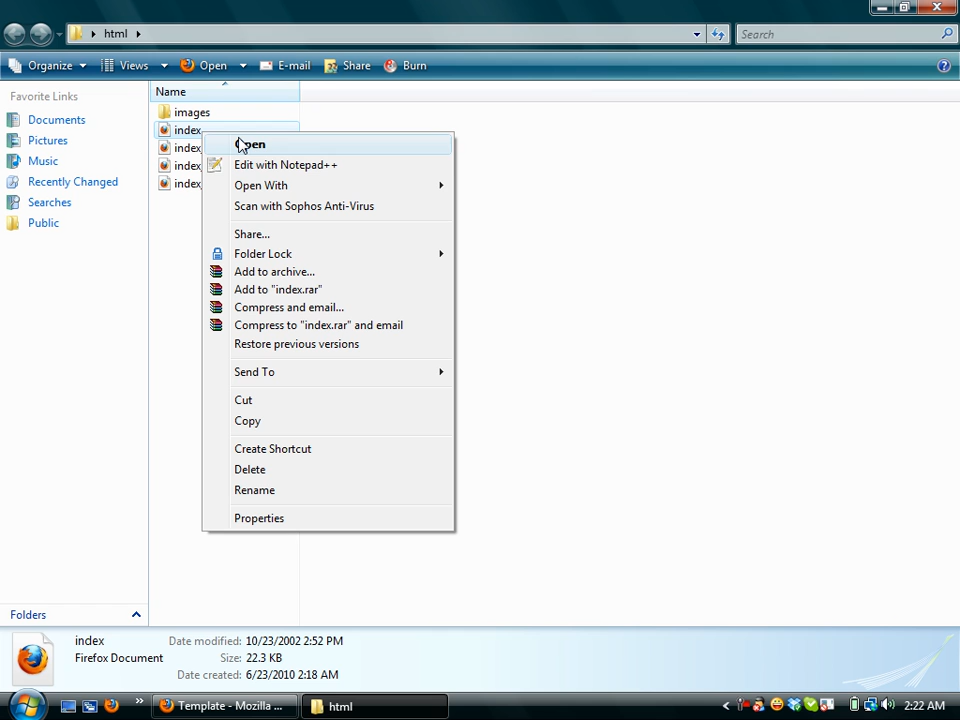 html
Search
Organize Views Open E-mail Share Burn
Favorite Links
Documents
Pictures
Music
Recently Changed
Searches
Public
Folders
Name
images
index
index
index
index
Open
Edit with Notepad++
Open With
Scan with Sophos Anti-Virus
Share...
Folder Lock
Add to archive...
Add to "index.rar"
Compress and email...
Compress to "index.rar" and email
Restore previous versions
Send To
Cut
Copy
Create Shortcut
Delete
Rename
Properties
index Date modified: 10/23/2002 2:52 PM
Firefox Document Size: 22.3 KB
Date created: 6/23/2010 2:18 AM
Template - Mozilla ... html 2:22 AM